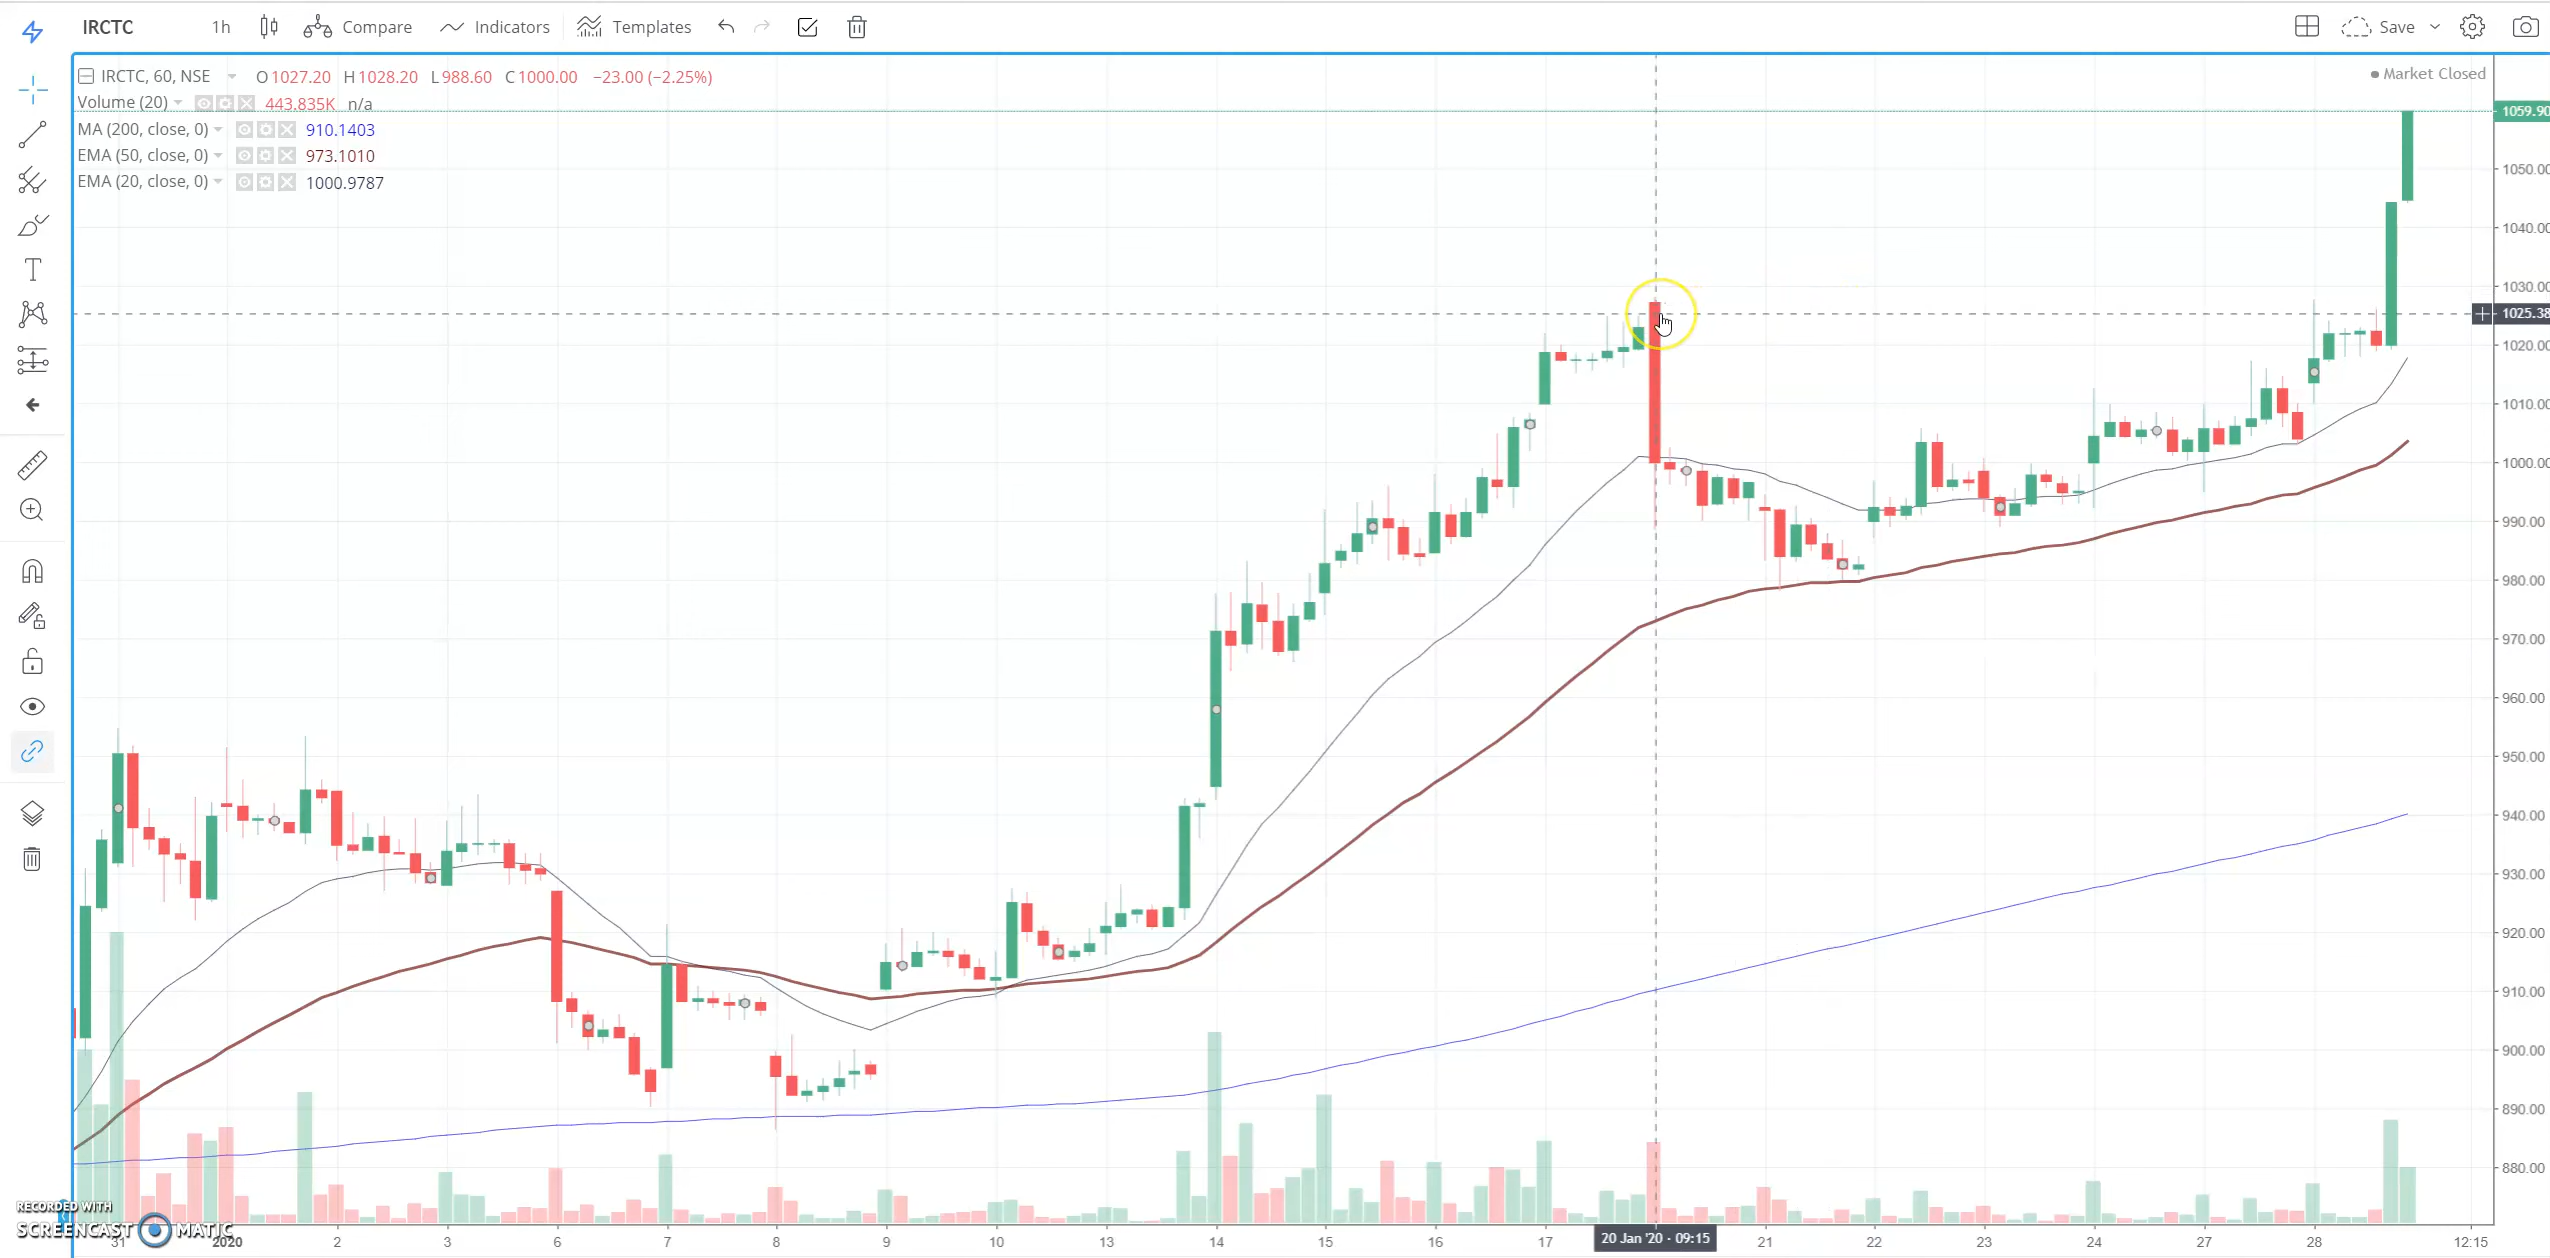 IRCTC 1h Compare Indicators Templates Save
IRCTC, 60, NSE O1027.20 H1028.20 L988.60 C1000.00 −23.00 (−2.25%)
Market Closed
Volume (20) 443.835K n/a
MA (200, close, 0) 910.1403
EMA (50, close, 0) 973.1010
EMA (20, close, 0) 1000.9787
1059.90
1050.00
1040.00
1030.00
1025.38
1020.00
1010.00
1000.00
990.00
980.00
970.00
960.00
950.00
940.00
930.00
920.00
910.00
900.00
890.00
880.00
RECORDED WITH
SCREENCAST MATIC
31 2020 2 3 6 7 8 9 10 13 14 15 16 17 20 Jan '20 - 09:15 21 22 23 24 27 28 12:15